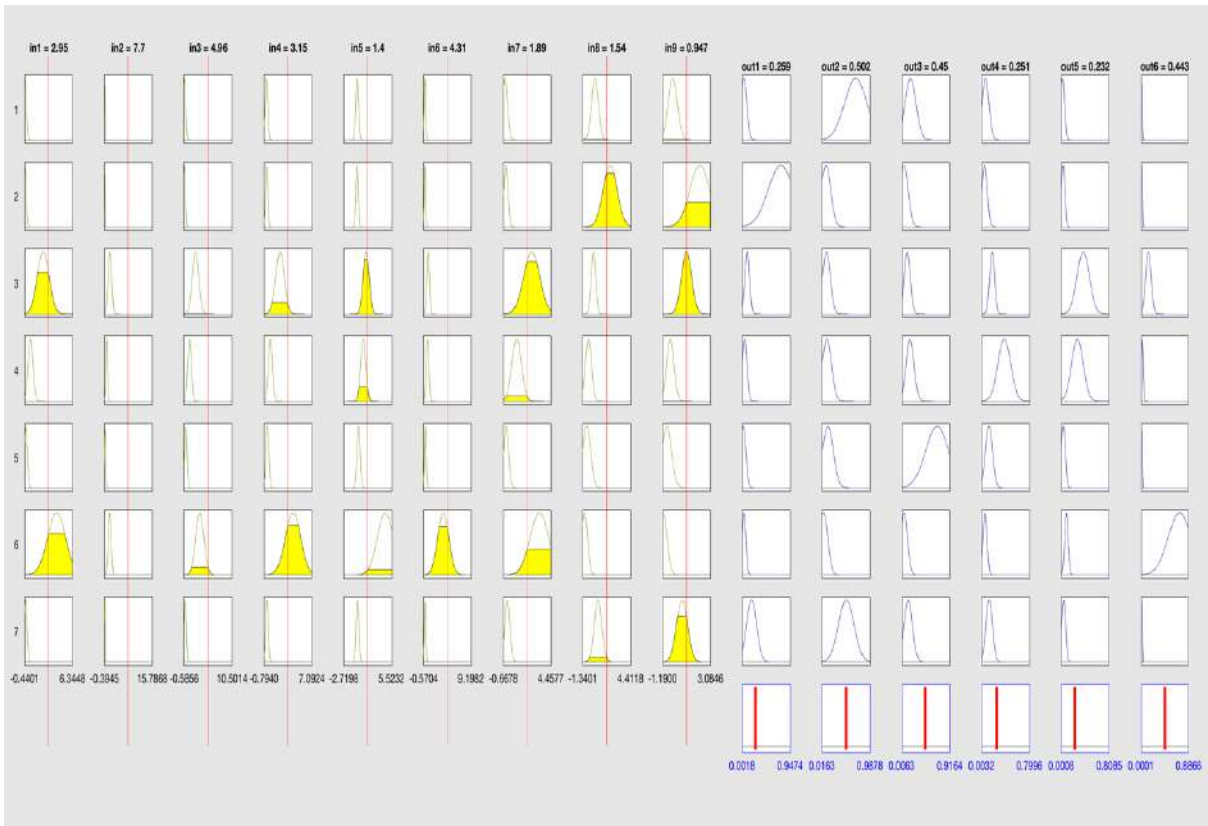 in1 = 2.95 in2 = 7.7 in3 = 4.96 in4 = 3.15 in5 = 1.4 in6 = 4.31 in7 = 1.89 in8 = 1.54 in9 = 0.947
out1 = 0.259 out2 = 0.502 out3 = 0.45 out4 = 0.251 out5 = 0.232 out6 = 0.443
1
2
3
4
5
6
7
-0.4401 6.3448 -0.3945 15.7868 -0.5856 10.5014 -0.7940 7.0924 -2.7196 5.5232 -0.5704 9.1982 -0.6678 4.4577 -1.3401 4.4118 -1.1900 3.0846
0.0018 0.9474 0.0163 0.9878 0.0063 0.9164 0.0032 0.7996 0.0006 0.8085 0.0001 0.8866